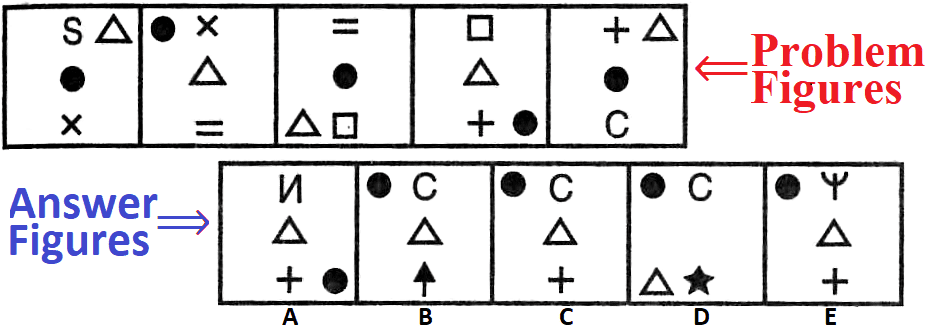 S
×
=
+
C
Problem
Figures
×
=
+
Answer
Figures
И
C
C
C
Ψ
+
+
+
A
B
C
D
E